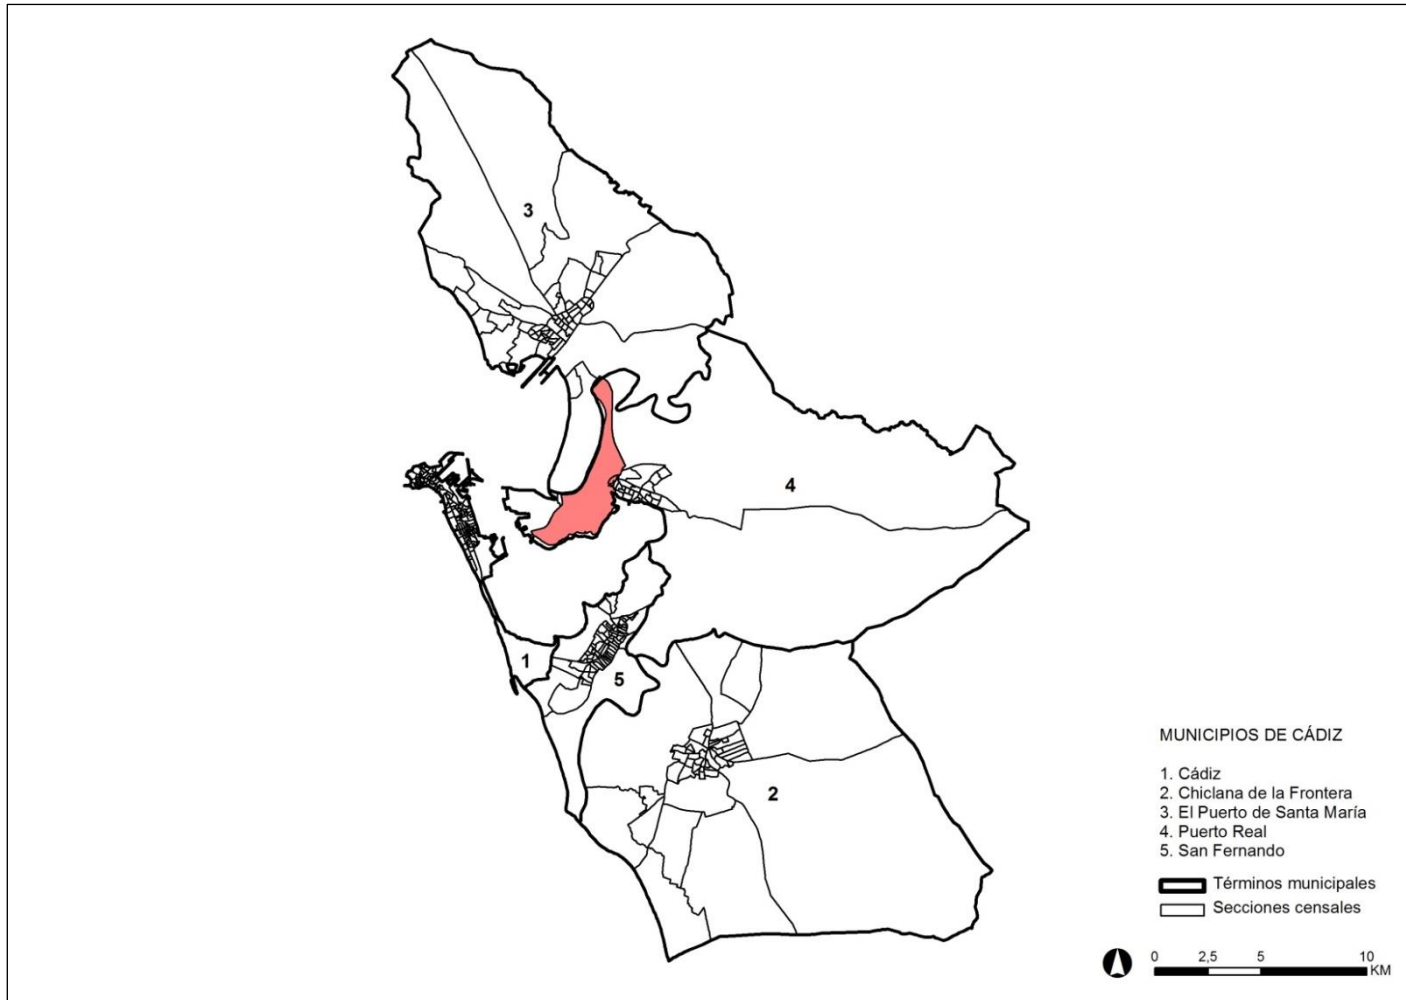 3
4
1
5
2
MUNICIPIOS DE CÁDIZ
1. Cádiz
2. Chiclana de la Frontera
3. El Puerto de Santa María
4. Puerto Real
5. San Fernando
Términos municipales
Secciones censales
0 2,5 5 10
KM